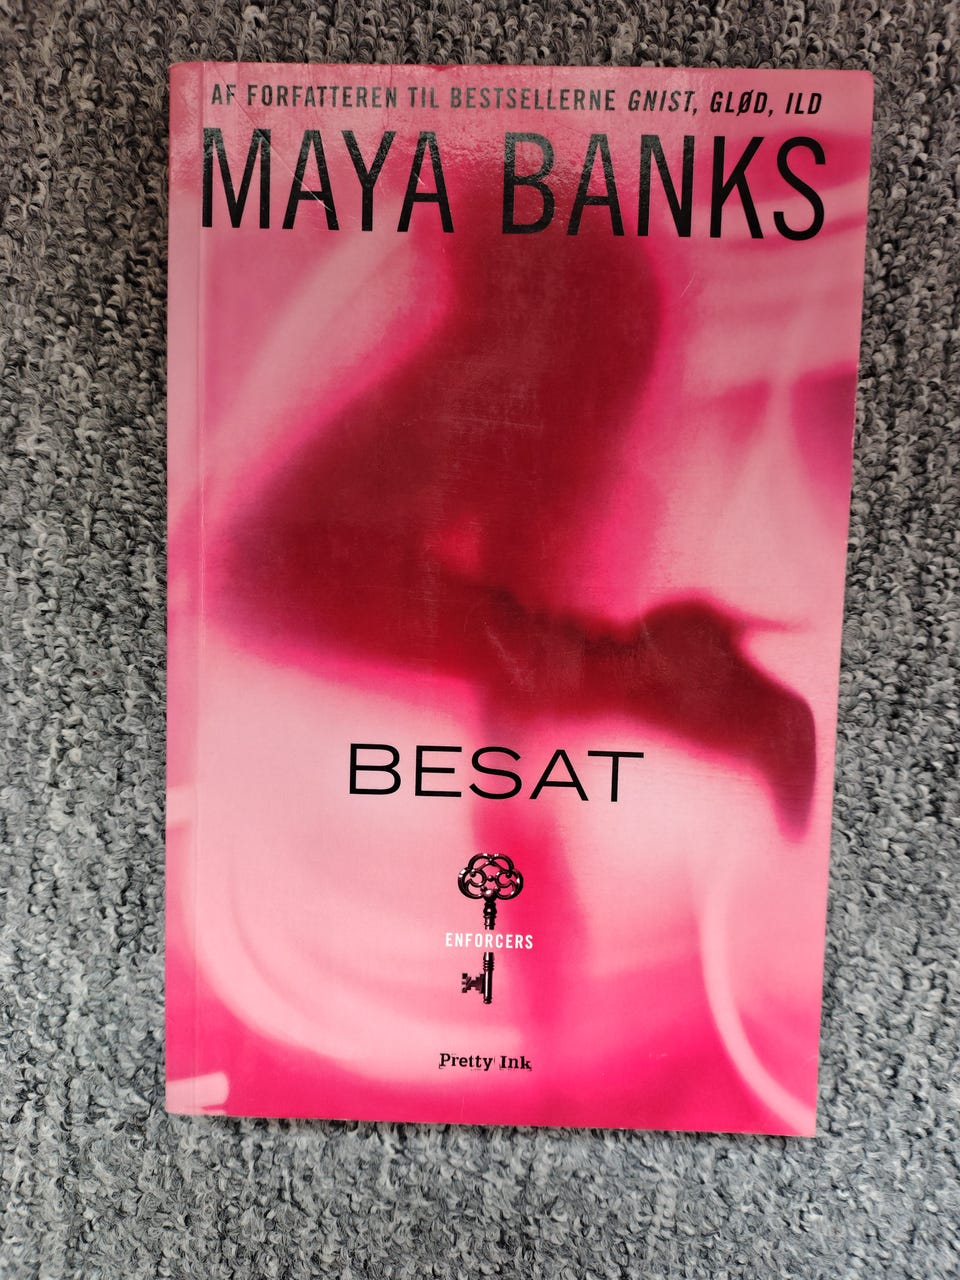 AF FORFATTEREN TIL BESTSELLERNE GNIST, GLØD, ILD
MAYA BANKS
BESAT
ENFORCERS
Pretty Ink